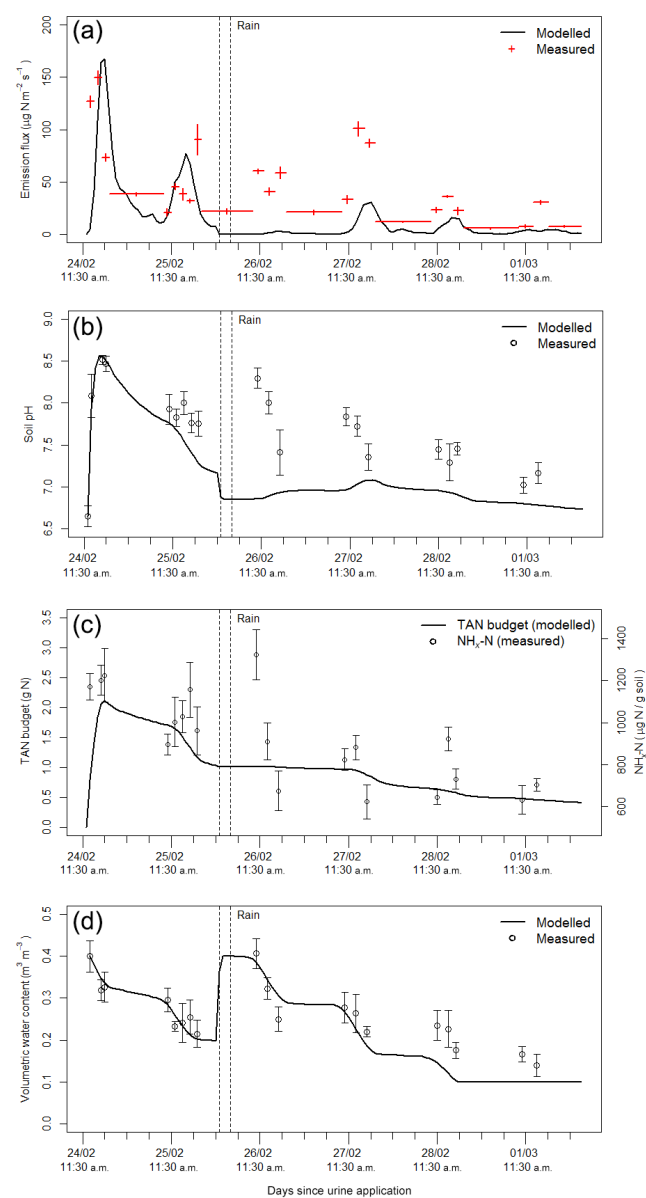 (a)
Rain
Modelled
Measured
Emission flux (µg N m⁻² s⁻¹)
200
150
100
50
0
24/02 25/02 26/02 27/02 28/02 01/03
11:30 a.m. 11:30 a.m. 11:30 a.m. 11:30 a.m. 11:30 a.m. 11:30 a.m.
(b)
Rain
Modelled
Measured
Soil pH
9.0
8.5
8.0
7.5
7.0
6.5
24/02 25/02 26/02 27/02 28/02 01/03
11:30 a.m. 11:30 a.m. 11:30 a.m. 11:30 a.m. 11:30 a.m. 11:30 a.m.
(c)
Rain
TAN budget (modelled)
NHₓ-N (measured)
TAN budget (g N)
3.5
3.0
2.5
2.0
1.5
1.0
0.5
0.0
NHₓ-N ( µg N / g soil )
1400
1200
1000
800
600
24/02 25/02 26/02 27/02 28/02 01/03
11:30 a.m. 11:30 a.m. 11:30 a.m. 11:30 a.m. 11:30 a.m. 11:30 a.m.
(d)
Rain
Modelled
Measured
Volumetric water content (m³ m⁻³)
0.5
0.4
0.3
0.2
0.1
0.0
24/02 25/02 26/02 27/02 28/02 01/03
11:30 a.m. 11:30 a.m. 11:30 a.m. 11:30 a.m. 11:30 a.m. 11:30 a.m.
Days since urine application